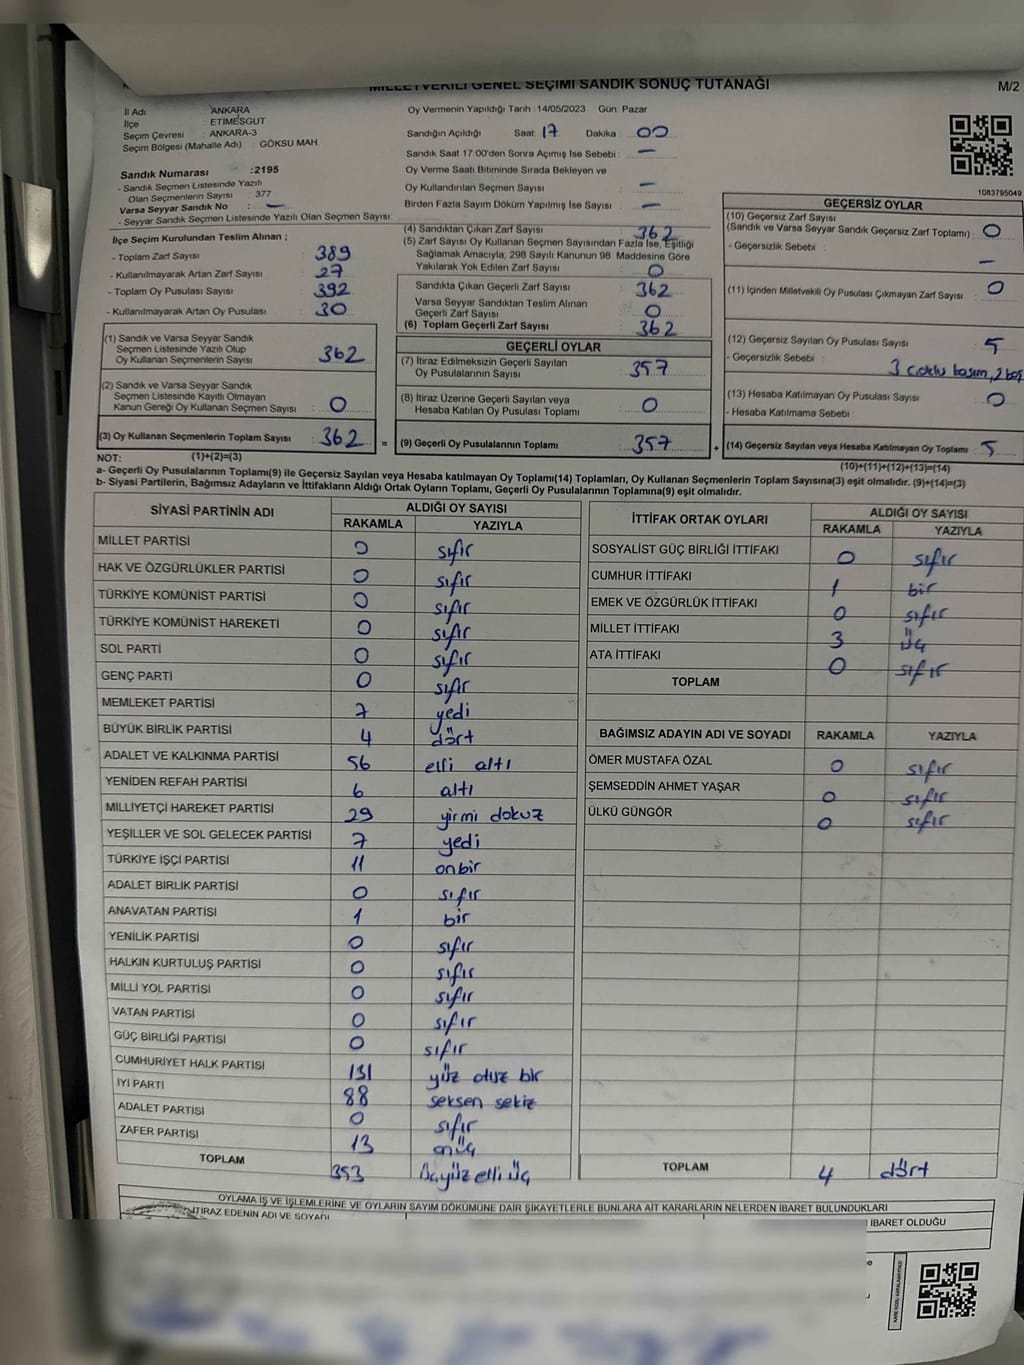 MİLLETVEKİLİ GENEL SEÇİMİ SANDIK SONUÇ TUTANAĞI
M/2
İl Adı : ANKARA
İlçe : ETİMESGUT
Seçim Çevresi : ANKARA-3
Seçim Bölgesi (Mahalle Adı) : GÖKSU MAH.
Sandık Numarası :2195
- Sandık Seçmen Listesinde Yazılı
Olan Seçmenlerin Sayısı : 377
Varsa Seyyar Sandık No : –
- Seyyar Sandık Seçmen Listesinde Yazılı Olan Seçmen Sayısı:
Oy Vermenin Yapıldığı Tarih :14/05/2023 Gün: Pazar
Sandığın Açıldığı Saat: 17 Dakika : 00
Sandık Saat 17:00'den Sonra Açmış İse Sebebi : –
Oy Verme Saati Bitiminde Sırada Bekleyen ve
Oy Kullandırılan Seçmen Sayısı : –
Birden Fazla Sayım Döküm Yapılmış İse Sayısı : –
1083795049
İlçe Seçim Kurulundan Teslim Alınan ;
- Toplam Zarf Sayısı : 389
- Kullanılmayarak Artan Zarf Sayısı : 27
- Toplam Oy Pusulası Sayısı : 392
- Kullanılmayarak Artan Oy Pusulası : 30
(1) Sandık ve Varsa Seyyar Sandık
Seçmen Listesinde Yazılı Olup
Oy Kullanan Seçmenlerin Sayısı : 362
(2) Sandık ve Varsa Seyyar Sandık
Seçmen Listesinde Kayıtlı Olmayan
Kanun Gereği Oy Kullanan Seçmen Sayısı : 0
(3) Oy Kullanan Seçmenlerin Toplam Sayısı : 362
(1)+(2)=(3)
(4) Sandıktan Çıkan Zarf Sayısı : 362
(5) Zarf Sayısı Oy Kullanan Seçmen Sayısından Fazla İse, Eşitliği
Sağlamak Amacıyla, 298 Sayılı Kanunun 98. Maddesine Göre
Yakılarak Yok Edilen Zarf Sayısı : 0
Sandıkta Çıkan Geçerli Zarf Sayısı : 362
Varsa Seyyar Sandıktan Teslim Alınan
Geçerli Zarf Sayısı : 0
(6) Toplam Geçerli Zarf Sayısı : 362
GEÇERLİ OYLAR
(7) İtiraz Edilmeksizin Geçerli Sayılan
Oy Pusulalarının Sayısı : 357
(8) İtiraz Üzerine Geçerli Sayılan veya
Hesaba Katılan Oy Pusulası Toplamı : 0
= (9) Geçerli Oy Pusulalarının Toplamı : 357 +
GEÇERSİZ OYLAR
(10) Geçersiz Zarf Sayısı
(Sandık ve Varsa Seyyar Sandık Geçersiz Zarf Toplamı) : 0
- Geçersizlik Sebebi : –
(11) İçinden Milletvekili Oy Pusulası Çıkmayan Zarf Sayısı : 0
(12) Geçersiz Sayılan Oy Pusulası Sayısı : 5
- Geçersizlik Sebebi : 3 çoklu basım, 2 boş
(13) Hesaba Katılmayan Oy Pusulası Sayısı : 0
- Hesaba Katılmama Sebebi :
(14) Geçersiz Sayılan veya Hesaba Katılmayan Oy Toplamı : 5
(10)+(11)+(12)+(13)=(14)
NOT:
a- Geçerli Oy Pusulalarının Toplamı(9) ile Geçersiz Sayılan veya Hesaba katılmayan Oy Toplamı(14) Toplamları, Oy Kullanan Seçmenlerin Toplam Sayısına(3) eşit olmalıdır. (9)+(14)=(3)
b- Siyasi Partilerin, Bağımsız Adayların ve İttifakların Aldığı Ortak Oyların Toplamı, Geçerli Oy Pusulalarının Toplamına(9) eşit olmalıdır.
SİYASİ PARTİNİN ADI ALDIĞI OY SAYISI
RAKAMLA YAZIYLA
MİLLET PARTİSİ 0 sıfır
HAK VE ÖZGÜRLÜKLER PARTİSİ 0 sıfır
TÜRKİYE KOMÜNİST PARTİSİ 0 sıfır
TÜRKİYE KOMÜNİST HAREKETİ 0 sıfır
SOL PARTİ 0 sıfır
GENÇ PARTİ 0 sıfır
MEMLEKET PARTİSİ 7 yedi
BÜYÜK BİRLİK PARTİSİ 4 dört
ADALET VE KALKINMA PARTİSİ 56 elli altı
YENİDEN REFAH PARTİSİ 6 altı
MİLLİYETÇİ HAREKET PARTİSİ 29 yirmi dokuz
YEŞİLLER VE SOL GELECEK PARTİSİ 7 yedi
TÜRKİYE İŞÇİ PARTİSİ 11 onbir
ADALET BİRLİK PARTİSİ 0 sıfır
ANAVATAN PARTİSİ 1 bir
YENİLİK PARTİSİ 0 sıfır
HALKIN KURTULUŞ PARTİSİ 0 sıfır
MİLLİ YOL PARTİSİ 0 sıfır
VATAN PARTİSİ 0 sıfır
GÜÇ BİRLİĞİ PARTİSİ 0 sıfır
CUMHURİYET HALK PARTİSİ 131 yüz otuz bir
İYİ PARTİ 88 seksen sekiz
ADALET PARTİSİ 0 sıfır
ZAFER PARTİSİ 13 onüç
TOPLAM 353 üçyüz elli üç
İTTİFAK ORTAK OYLARI ALDIĞI OY SAYISI
RAKAMLA YAZIYLA
SOSYALİST GÜÇ BİRLİĞİ İTTİFAKI 0 sıfır
CUMHUR İTTİFAKI 1 bir
EMEK VE ÖZGÜRLÜK İTTİFAKI 0 sıfır
MİLLET İTTİFAKI 3 üç
ATA İTTİFAKI 0 sıfır
TOPLAM
BAĞIMSIZ ADAYIN ADI VE SOYADI RAKAMLA YAZIYLA
ÖMER MUSTAFA ÖZAL 0 sıfır
ŞEMSEDDİN AHMET YAŞAR 0 sıfır
ÜLKÜ GÜNGÖR 0 sıfır
TOPLAM 4 dört
OYLAMA İŞ VE İŞLEMLERİNE VE OYLARIN SAYIM DÖKÜMÜNE DAİR ŞİKAYETLERLE BUNLARA AİT KARARLARIN NELERDEN İBARET BULUNDUKLARI
İTİRAZ EDENİN ADI VE SOYADI
İBARET OLDUĞU